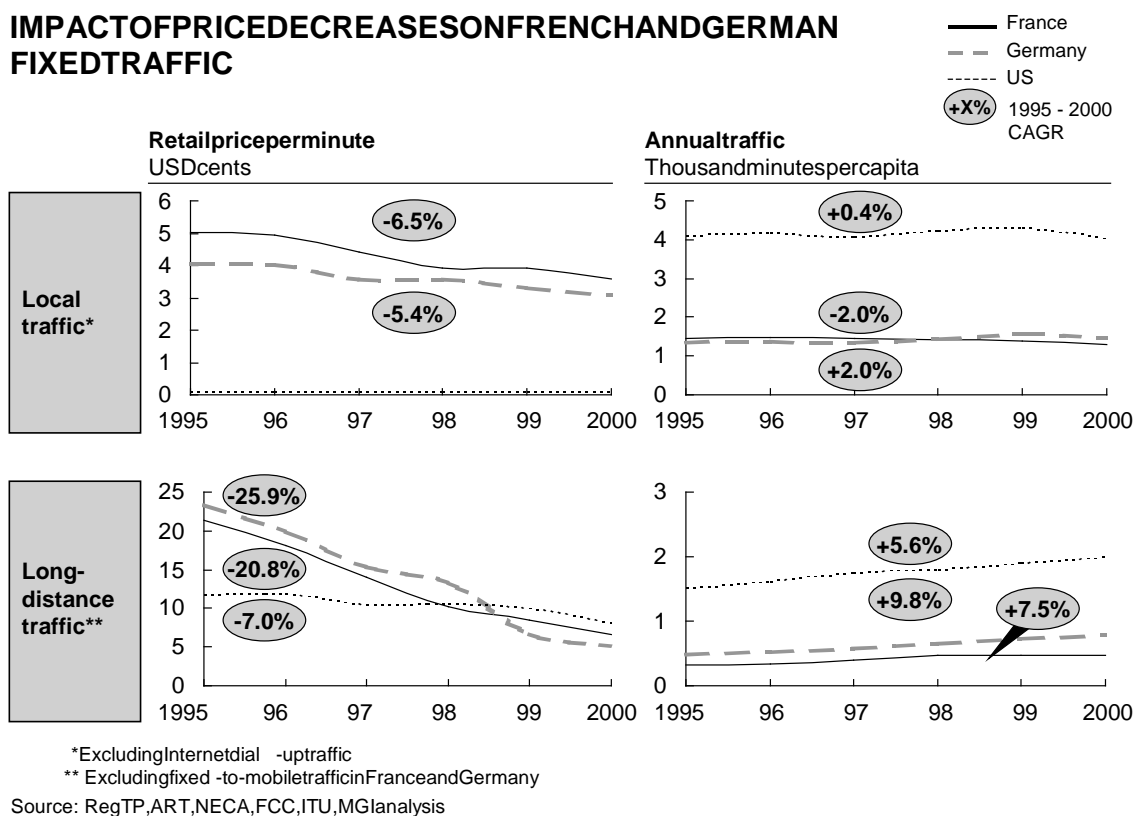 IMPACTOFPRICEDECREASESONFRENCHANDGERMAN
FIXEDTRAFFIC
France
Germany
US
+X%
1995 - 2000
CAGR
Retailpriceperminute
USDcents
Annualtraffic
Thousandminutespercapita
Local
traffic*
6
5
4
3
2
1
0
1995 96 97 98 99 2000
-6.5%
-5.4%
5
4
3
2
1
0
1995 96 97 98 99 2000
+0.4%
-2.0%
+2.0%
Long-
distance
traffic**
25
20
15
10
5
0
1995 96 97 98 99 2000
-25.9%
-20.8%
-7.0%
3
2
1
0
1995 96 97 98 99 2000
+5.6%
+9.8%
+7.5%
*ExcludingInternetdial -uptraffic
** Excludingfixed -to-mobiletrafficinFranceandGermany
Source: RegTP,ART,NECA,FCC,ITU,MGIanalysis